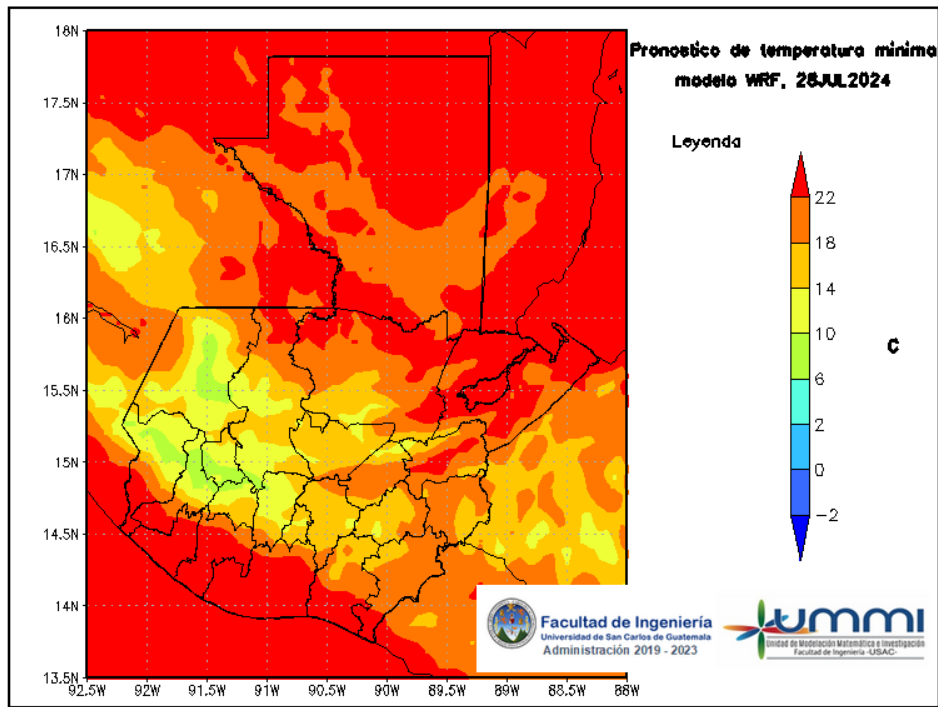 Pronostico de temperatura minima
modelo WRF, 28JUL2024
Leyenda
22
18
14
10
6
2
0
-2
C
18N
17.5N
17N
16.5N
16N
15.5N
15N
14.5N
14N
13.5N
92.5W
92W
91.5W
91W
90.5W
90W
89.5W
89W
88.5W
88W
Facultad de Ingeniería
Universidad de San Carlos de Guatemala
Administración 2019 - 2023
ummi
Unidad de Modelación Matemática e Investigación
Facultad de Ingeniería -USAC-